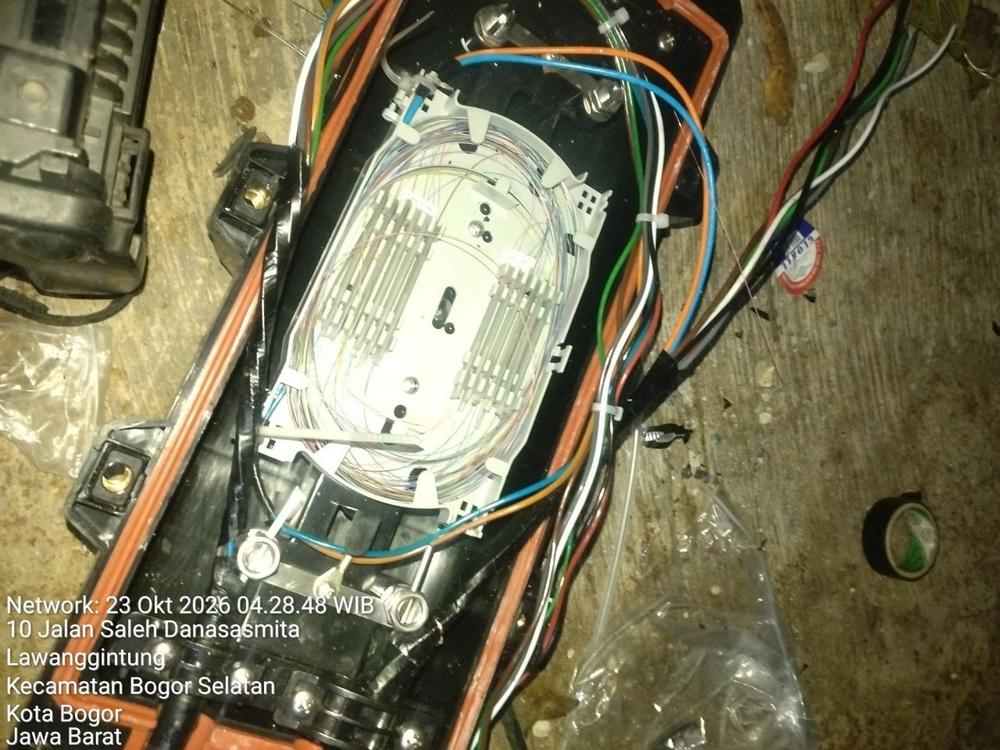 Network: 23 Okt 2026 04.28.48 WIB
10 Jalan Saleh Danasasmita
Lawanggintung
Kecamatan Bogor Selatan
Kota Bogor
Jawa Barat